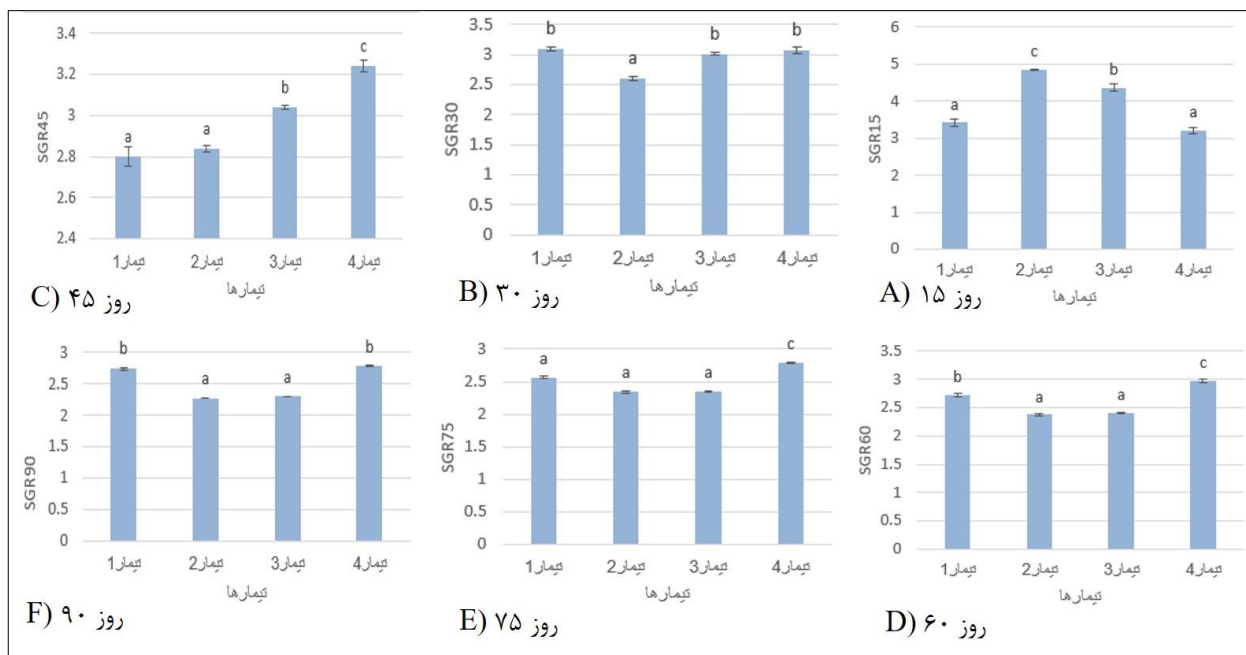 SGR15
6
5
4
3
2
1
0
a
c
b
a
تیمار1
تیمار2
تیمار3
تیمار4
تیمارها
A) روز ۱۵
SGR30
3.5
3
2.5
2
1.5
1
0.5
0
b
a
b
b
تیمار1
تیمار2
تیمار3
تیمار4
تیمارها
B) روز ۳۰
SGR45
3.4
3.2
3
2.8
2.6
2.4
a
a
b
c
تیمار1
تیمار2
تیمار3
تیمار4
تیمارها
C) روز ۴۵
SGR60
3.5
3
2.5
2
1.5
1
0.5
0
b
a
a
c
تیمار1
تیمار2
تیمار3
تیمار4
تیمارها
D) روز ۶۰
SGR75
3
2.5
2
1.5
1
0.5
0
a
a
a
c
تیمار1
تیمار2
تیمار3
تیمار4
تیمارها
E) روز ۷۵
SGR90
3
2.5
2
1.5
1
0.5
0
b
a
a
b
تیمار1
تیمار2
تیمار3
تیمار4
تیمارها
F) روز ۹۰